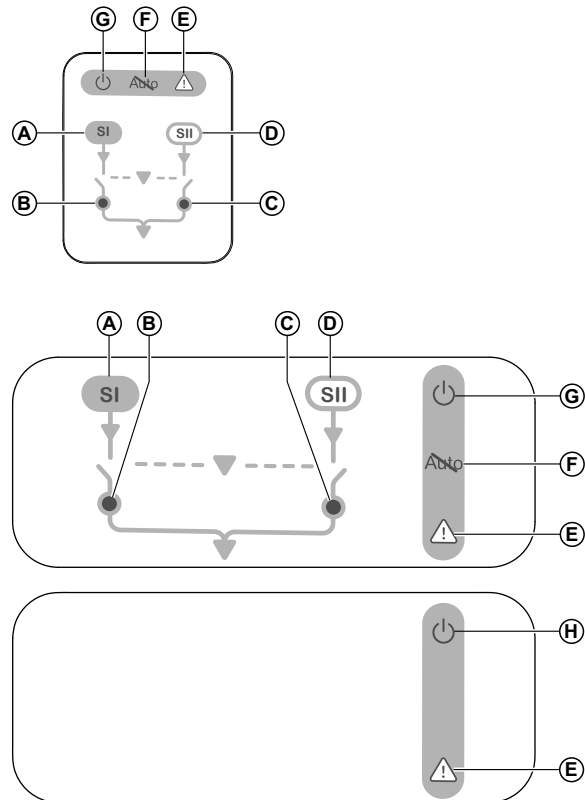 G F E
Auto
A SI SII D
B C
A B C D
SI SII
G
Auto F
E
H
E